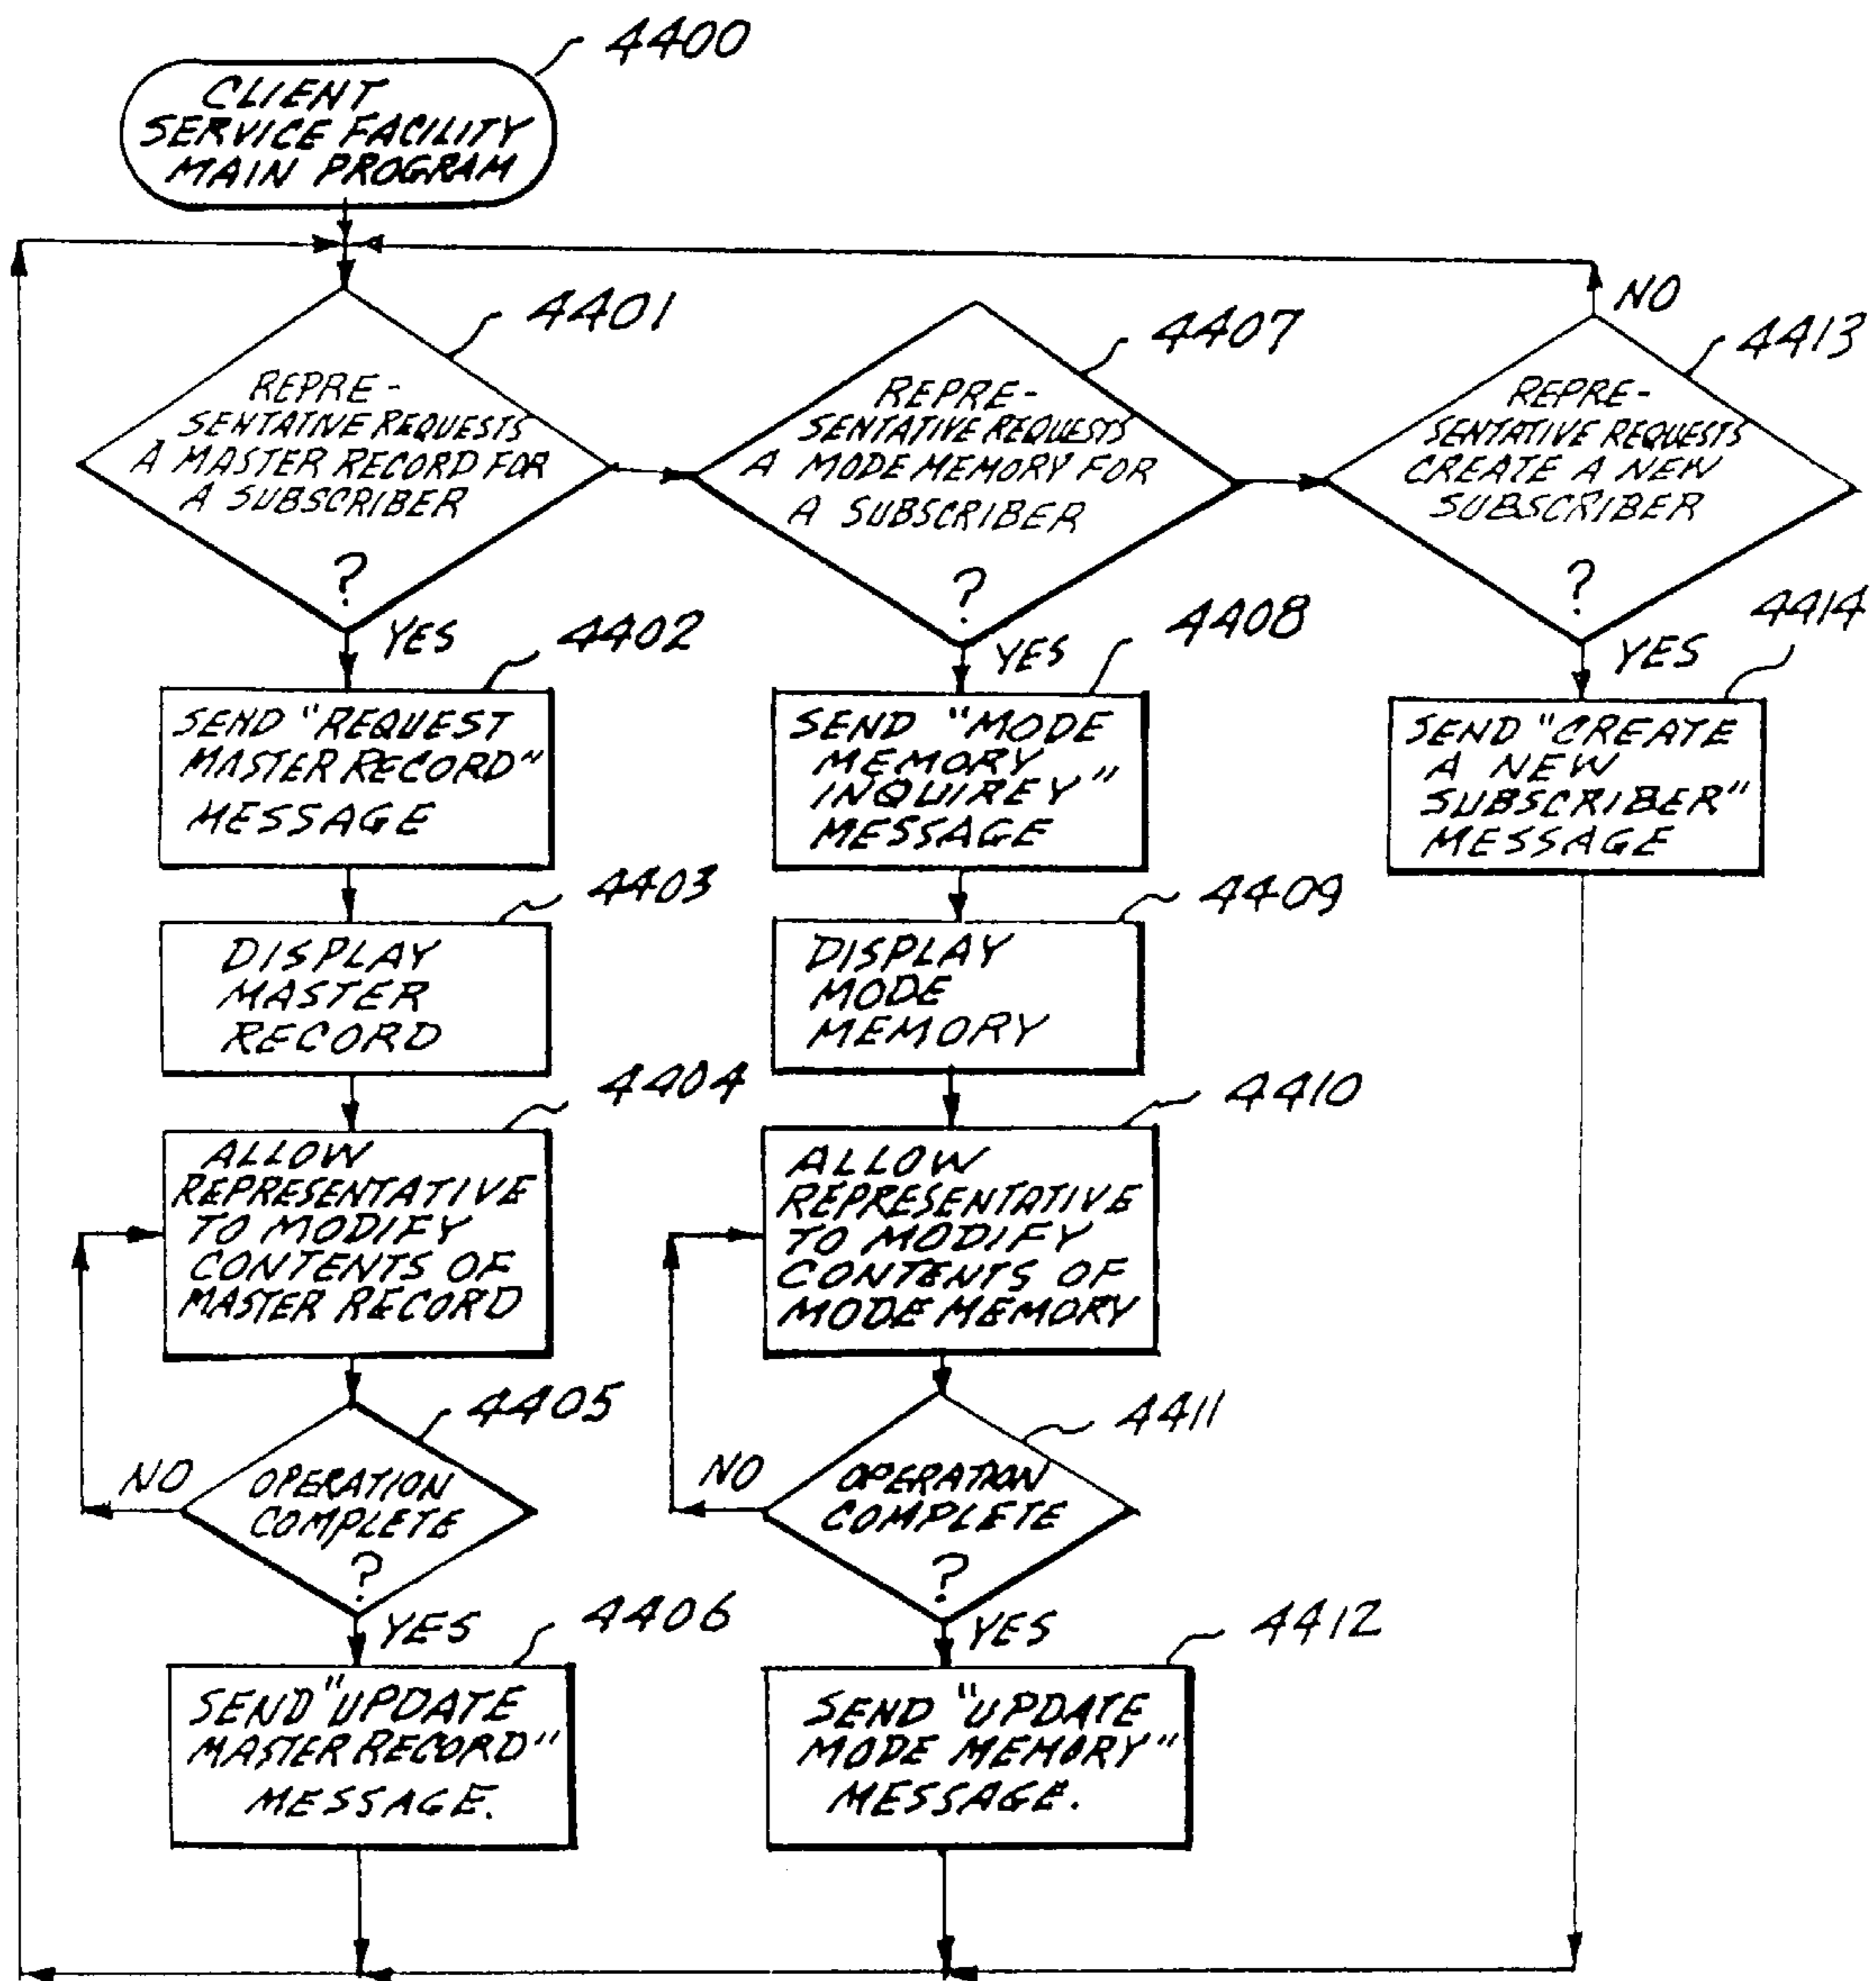 4400
CLIENT
SERVICE FACILITY
MAIN PROGRAM
4401
REPRE-
SENTATIVE REQUESTS
A MASTER RECORD FOR
A SUBSCRIBER
?
YES
4402
SEND "REQUEST
MASTER RECORD"
MESSAGE
4403
DISPLAY
MASTER
RECORD
4404
ALLOW
REPRESENTATIVE
TO MODIFY
CONTENTS OF
MASTER RECORD
4405
NO
OPERATION
COMPLETE
?
YES
4406
SEND "UPDATE
MASTER RECORD"
MESSAGE.
4407
REPRE-
SENTATIVE REQUESTS
A MODE MEMORY FOR
A SUBSCRIBER
?
YES
4408
SEND "MODE
MEMORY
INQUIREY"
MESSAGE
4409
DISPLAY
MODE
MEMORY
4410
ALLOW
REPRESENTATIVE
TO MODIFY
CONTENTS OF
MODE MEMORY
4411
NO
OPERATION
COMPLETE
?
YES
4412
SEND "UPDATE
MODE MEMORY"
MESSAGE.
NO
4413
REPRE-
SENTATIVE REQUESTS
CREATE A NEW
SUBSCRIBER
?
YES
4414
SEND "CREATE
A NEW
SUBSCRIBER"
MESSAGE